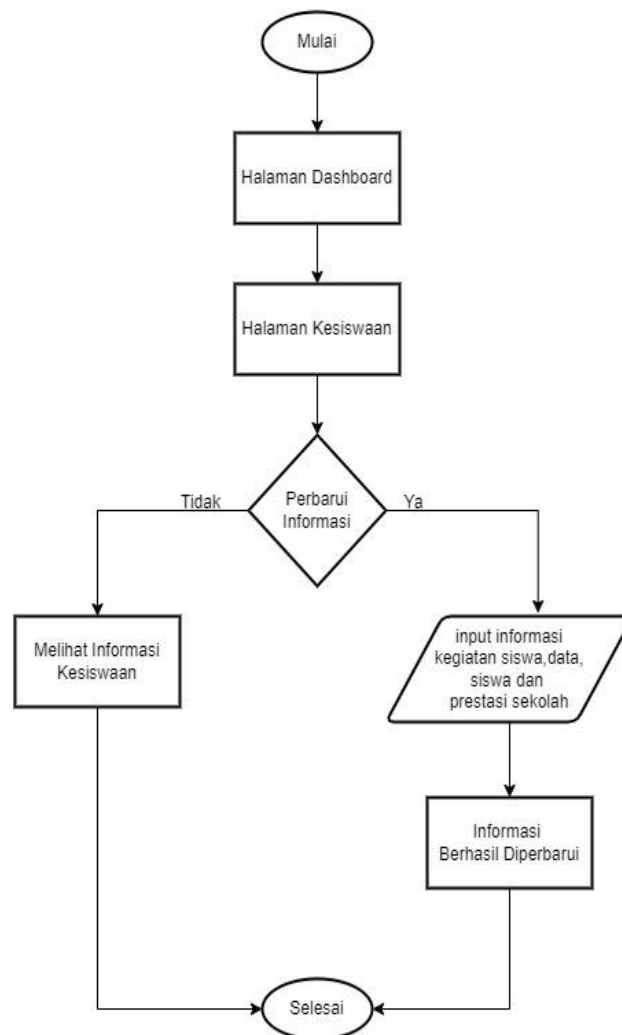 Mulai
Halaman Dashboard
Halaman Kesiswaan
Perbarui
Informasi
Tidak
Ya
Melihat Informasi
Kesiswaan
input informasi
kegiatan siswa,data,
siswa dan
prestasi sekolah
Informasi
Berhasil Diperbarui
Selesai